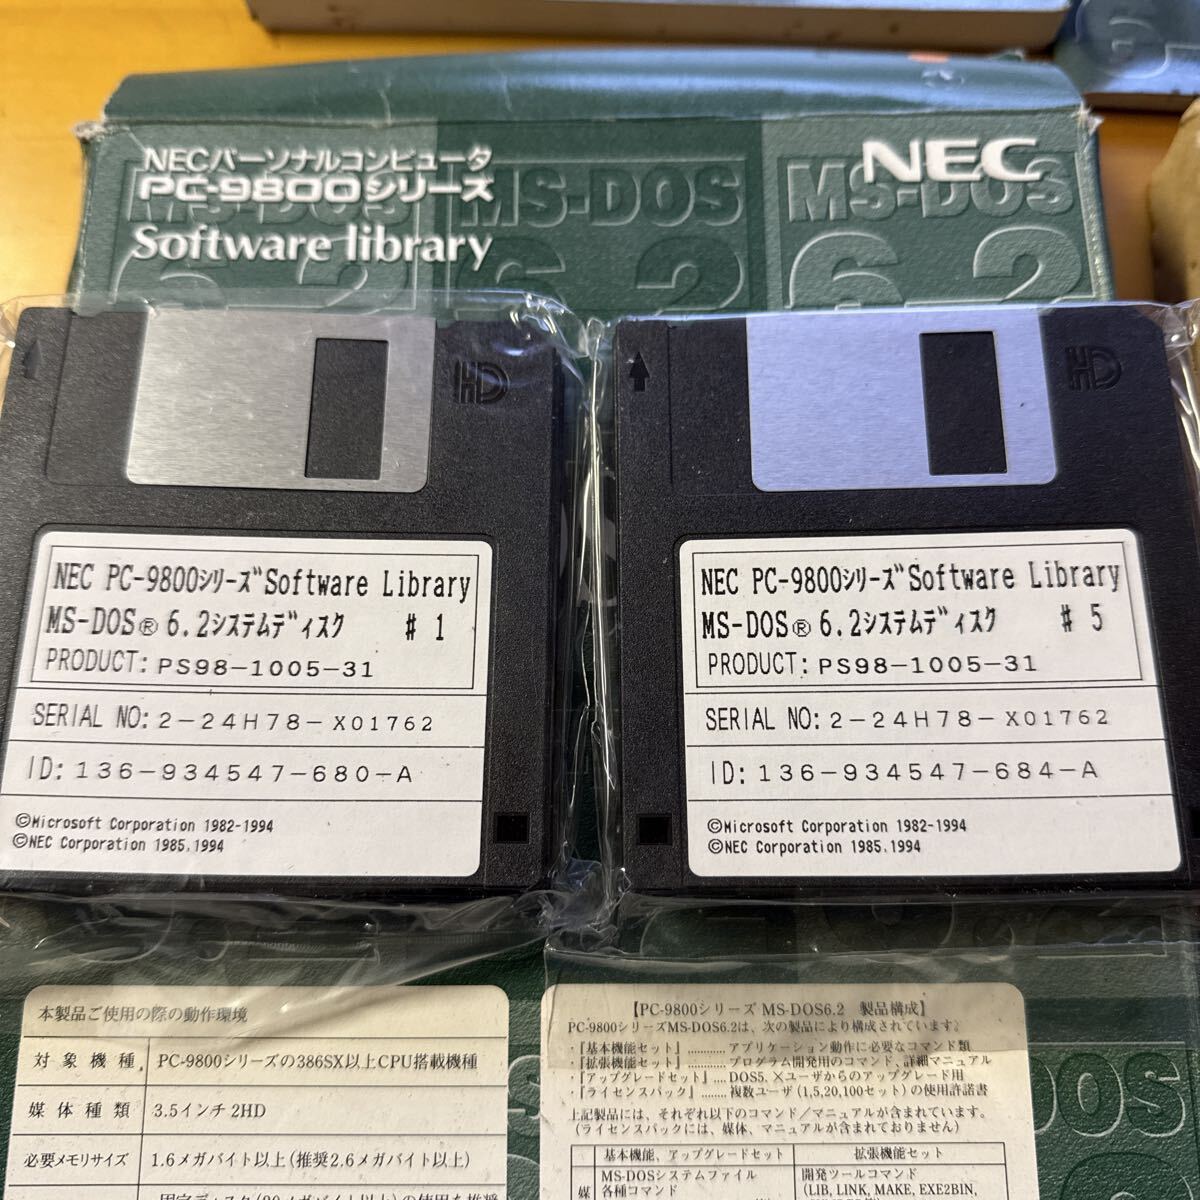 NECパーソナルコンピュータ
PC-9800シリーズ
Software library
NEC
MS-DOS MS-DOS MS-DOS
6.2 6.2 6.2
HD
NEC PC-9800シリーズ Software Library
MS-DOS® 6.2システムディスク #1
PRODUCT: PS98-1005-31
SERIAL NO: 2-24H78-X01762
ID: 136-934547-680-A
©Microsoft Corporation 1982-1994
©NEC Corporation 1985,1994
HD
NEC PC-9800シリーズ Software Library
MS-DOS® 6.2システムディスク #5
PRODUCT: PS98-1005-31
SERIAL NO: 2-24H78-X01762
ID: 136-934547-684-A
©Microsoft Corporation 1982-1994
©NEC Corporation 1985,1994
本製品ご使用の際の動作環境
対象機種 PC-9800シリーズの386SX以上CPU搭載機種
媒体種類 3.5インチ 2HD
必要メモリサイズ 1.6メガバイト以上(推奨2.6メガバイト以上)
【PC-9800シリーズ MS-DOS6.2 製品構成】
PC-9800シリーズMS-DOS6.2は、次の製品により構成されています。
・『基本機能セット』………… アプリケーション動作に必要なコマンド類
・『拡張機能セット』………… プログラム開発用のコマンド、詳細マニュアル
・『アップグレードセット』…. DOS5.×ユーザからのアップグレード用
・『ライセンスパック』……… 複数ユーザ(1,5,20,100セット)の使用許諾書
上記製品には、それぞれ以下のコマンド/マニュアルが含まれています。
(ライセンスパックには、媒体、マニュアルが含まれておりません)
基本機能、アップグレードセット 拡張機能セット
媒 MS-DOSシステムファイル 開発ツールコマンド
各種コマンド (LIB, LINK, MAKE, EXE2BIN,